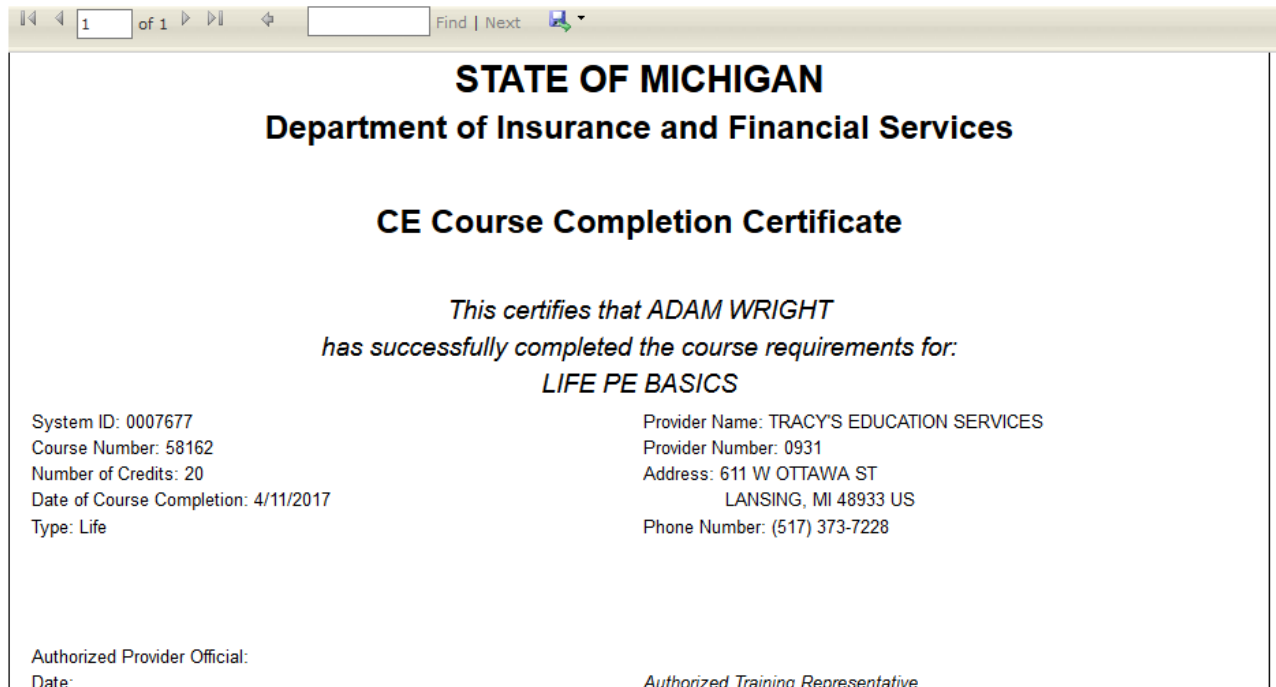 1 of 1 Find | Next
STATE OF MICHIGAN
Department of Insurance and Financial Services
CE Course Completion Certificate
This certifies that ADAM WRIGHT
has successfully completed the course requirements for:
LIFE PE BASICS
System ID: 0007677
Course Number: 58162
Number of Credits: 20
Date of Course Completion: 4/11/2017
Type: Life
Provider Name: TRACY'S EDUCATION SERVICES
Provider Number: 0931
Address: 611 W OTTAWA ST
LANSING, MI 48933 US
Phone Number: (517) 373-7228
Authorized Provider Official:
Date:
Authorized Training Representative